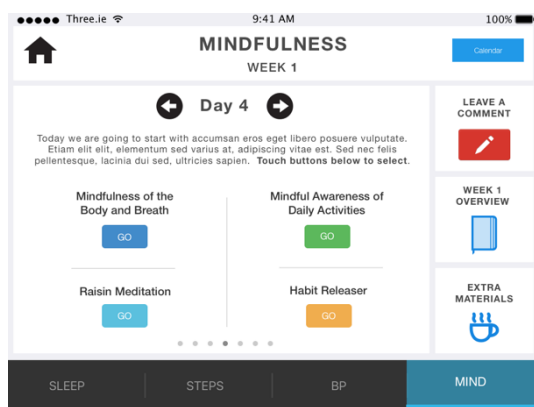 Three.ie 9:41 AM 100%
MINDFULNESS
WEEK 1
Calendar
Day 4
Today we are going to start with accumsan eros eget libero posuere vulputate.
Etiam elit elit, elementum sed varius at, adipiscing vitae est. Sed nec felis
pellentesque, lacinia dui sed, ultricies sapien. Touch buttons below to select.
Mindfulness of the
Body and Breath
GO
Mindful Awareness of
Daily Activities
GO
Raisin Meditation
GO
Habit Releaser
GO
LEAVE A
COMMENT
WEEK 1
OVERVIEW
EXTRA
MATERIALS
SLEEP STEPS BP MIND